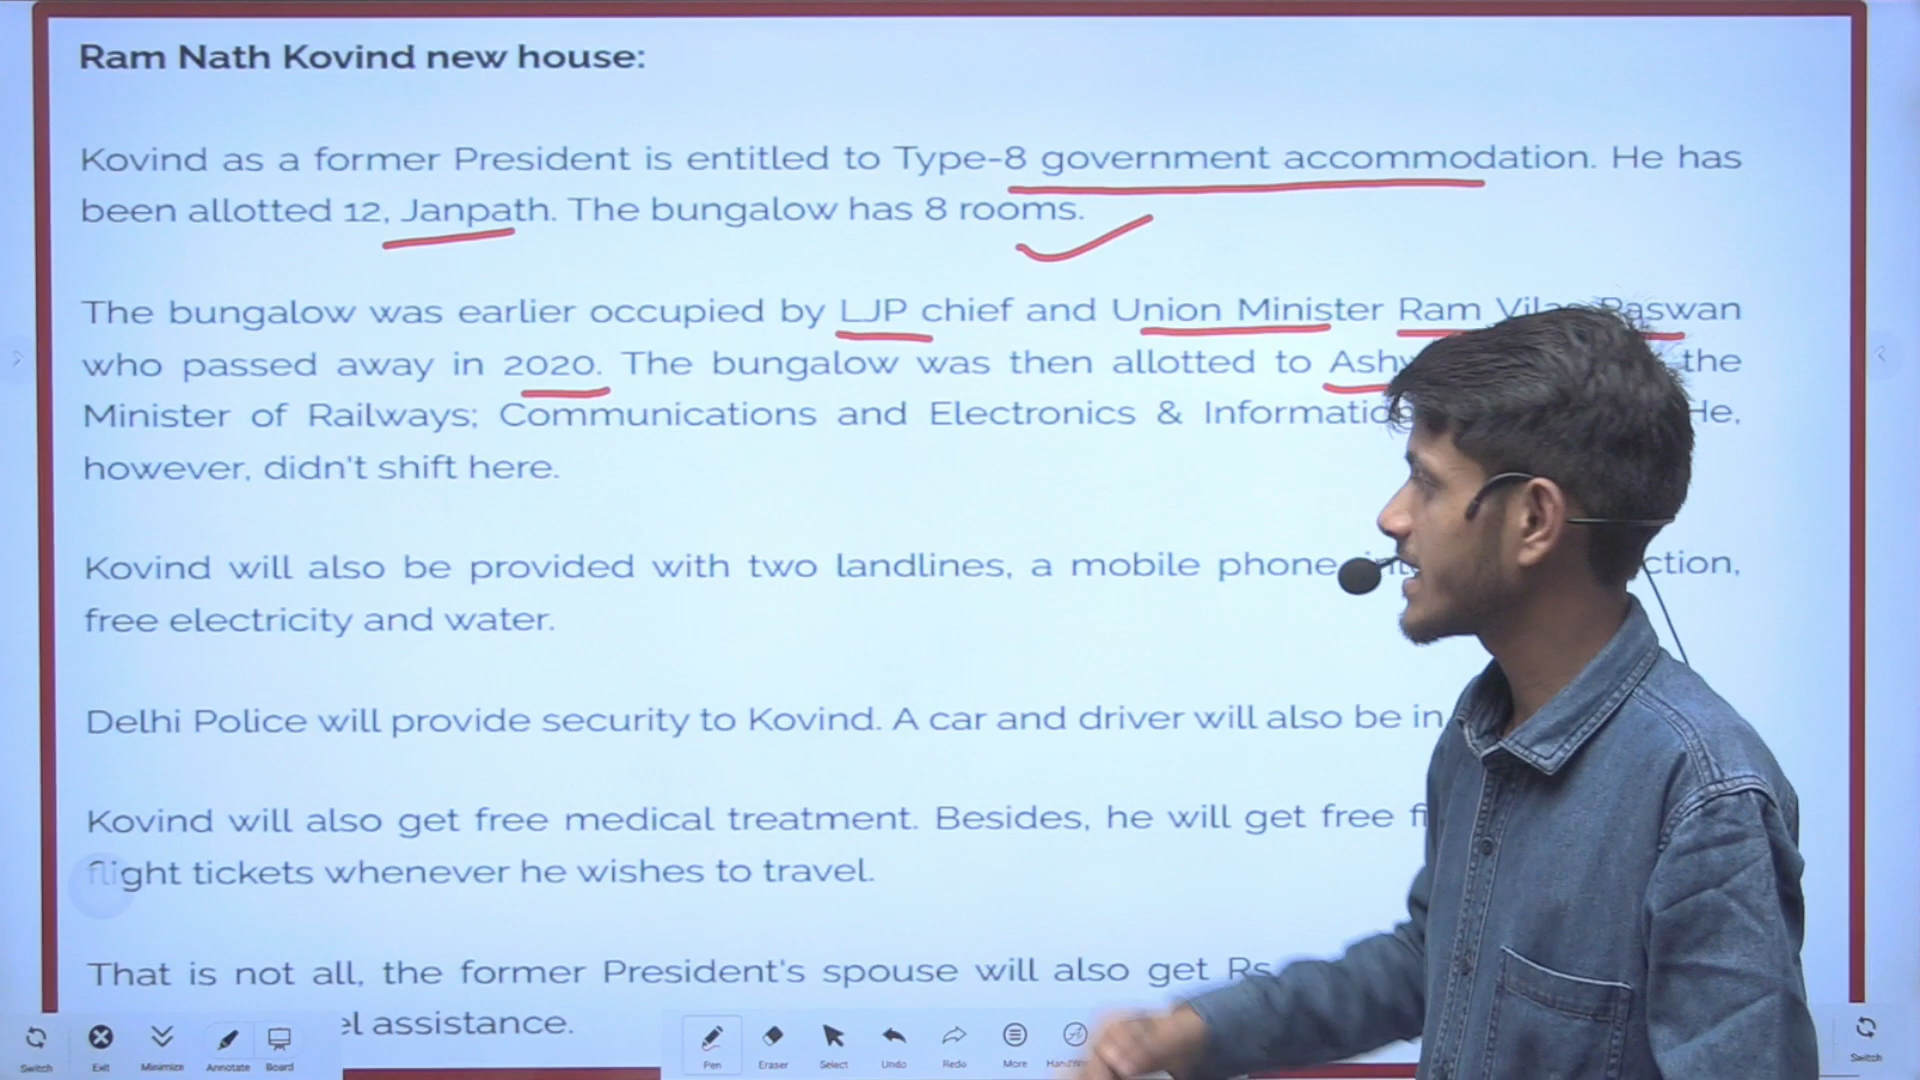 Ram Nath Kovind new house:
Kovind as a former President is entitled to Type-8 government accommodation. He has
been allotted 12, Janpath. The bungalow has 8 rooms.
The bungalow was earlier occupied by LJP chief and Union Minister Ram Vilas Paswan
who passed away in 2020. The bungalow was then allotted to the
Minister of Railways; Communications and Electronics & He,
however, didn't shift here.
Kovind will also be provided with two landlines, a mobile phone
free electricity and water.
Delhi Police will provide security to Kovind. A car and driver will also be in
Kovind will also get free medical treatment. Besides, he will get free
flight tickets whenever he wishes to travel.
That is not all, the former President's spouse will also get Rs
assistance.
Switch Exit Minimize Annotate Board Pen Eraser Select Undo Redo More Switch